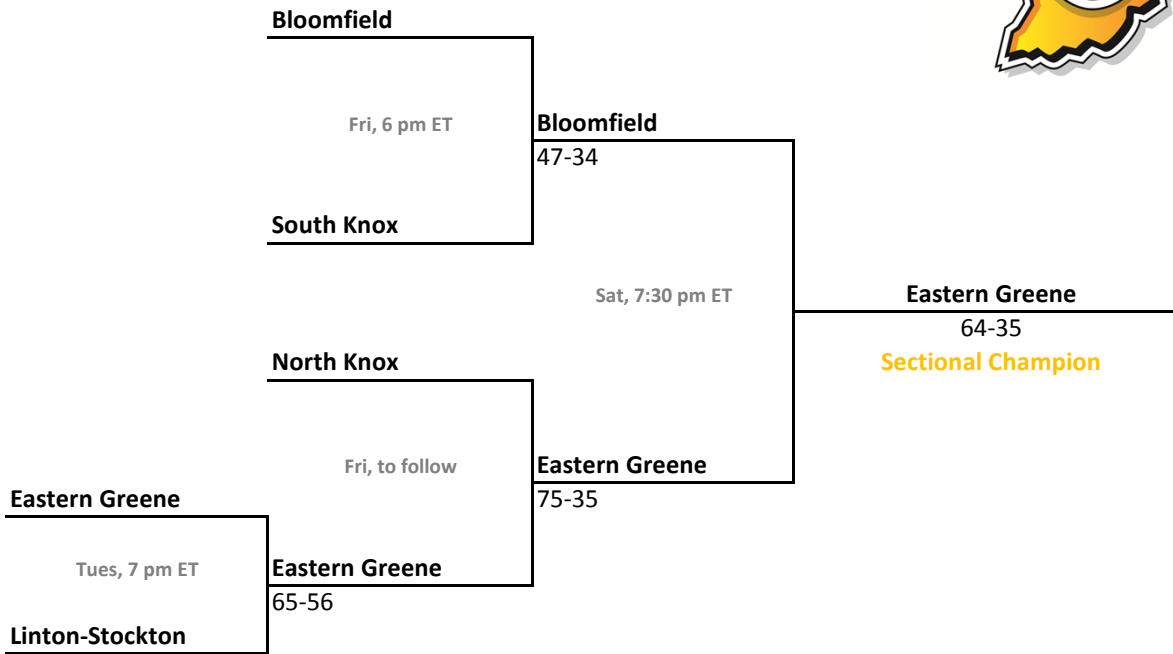 Bloomfield
Fri, 6 pm ET
Bloomfield
47-34
South Knox
Sat, 7:30 pm ET
Eastern Greene
64-35
Sectional Champion
North Knox
Fri, to follow
Eastern Greene
75-35
Eastern Greene
Tues, 7 pm ET
Eastern Greene
65-56
Linton-Stockton